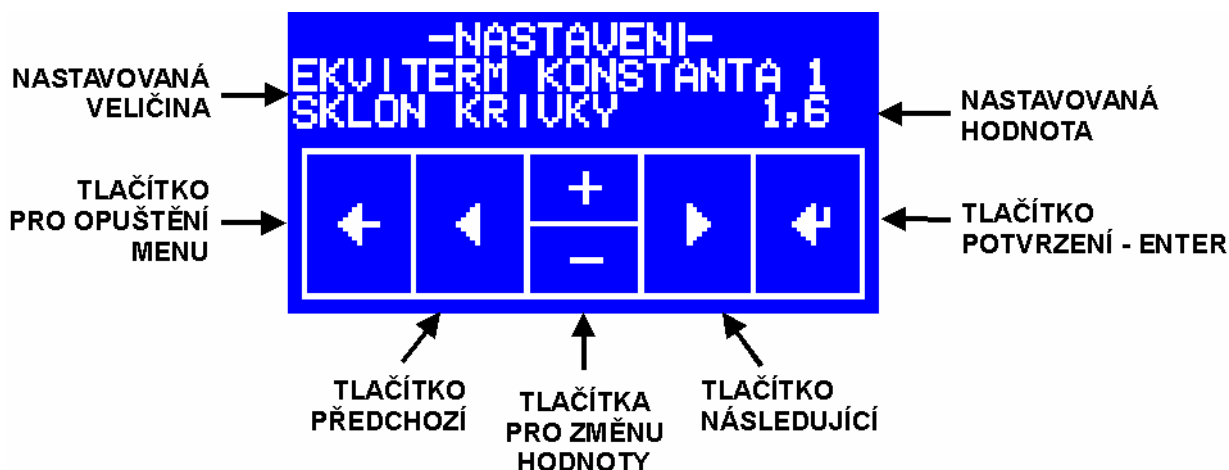 -NASTAVENI-
EKVITERM KONSTANTA 1
SKLON KRIVKY 1,6
+
-
NASTAVOVANÁ
VELIČINA
NASTAVOVANÁ
HODNOTA
TLAČÍTKO
PRO OPUŠTĚNÍ
MENU
TLAČÍTKO
POTVRZENÍ - ENTER
TLAČÍTKO
PŘEDCHOZÍ
TLAČÍTKA
PRO ZMĚNU
HODNOTY
TLAČÍTKO
NÁSLEDUJÍCÍ